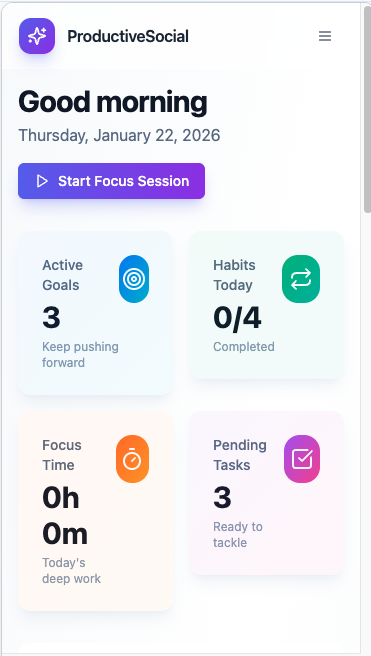 ProductiveSocial
Good morning
Thursday, January 22, 2026
Start Focus Session
Active
Goals
3
Keep pushing
forward
Habits
Today
0/4
Completed
Focus
Time
0h
0m
Today's
deep work
Pending
Tasks
3
Ready to
tackle